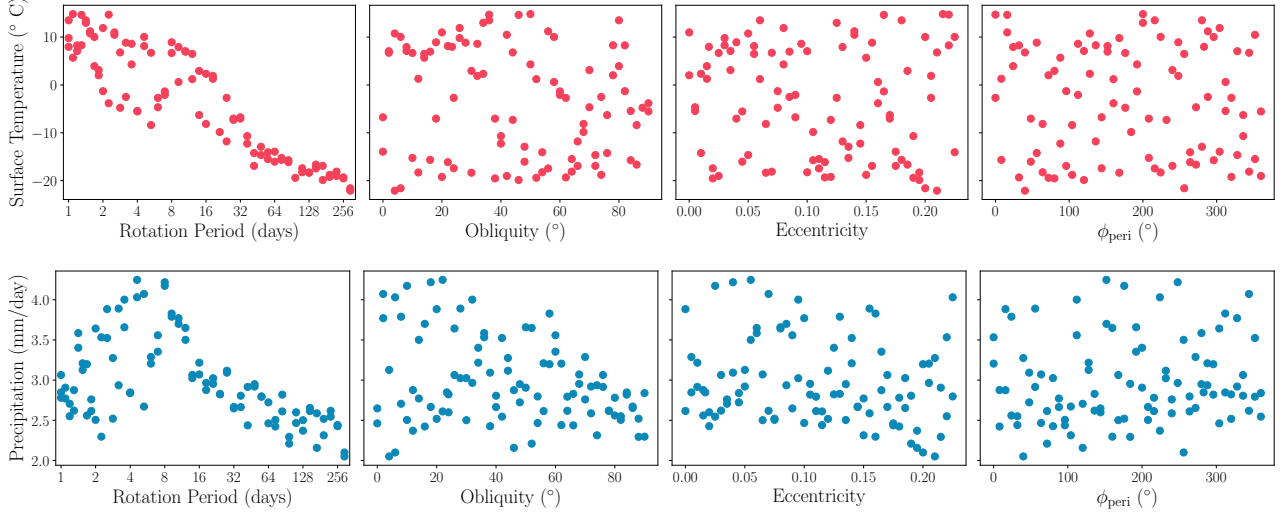 Surface Temperature (° C)
10
0
−10
−20
1 2 4 8 16 32 64 128 256
Rotation Period (days)
0 20 40 60 80
Obliquity (°)
0.00 0.05 0.10 0.15 0.20
Eccentricity
0 100 200 300
ϕperi (°)
Precipitation (mm/day)
4.0
3.5
3.0
2.5
2.0
1 2 4 8 16 32 64 128 256
Rotation Period (days)
0 20 40 60 80
Obliquity (°)
0.00 0.05 0.10 0.15 0.20
Eccentricity
0 100 200 300
ϕperi (°)